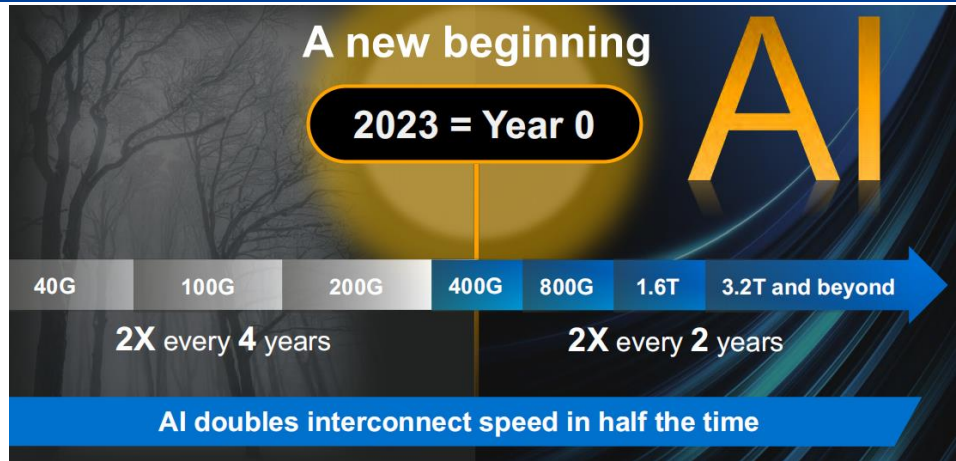 A new beginning
AI
2023 = Year 0
40G 100G 200G 400G 800G 1.6T 3.2T and beyond
2X every 4 years
2X every 2 years
AI doubles interconnect speed in half the time